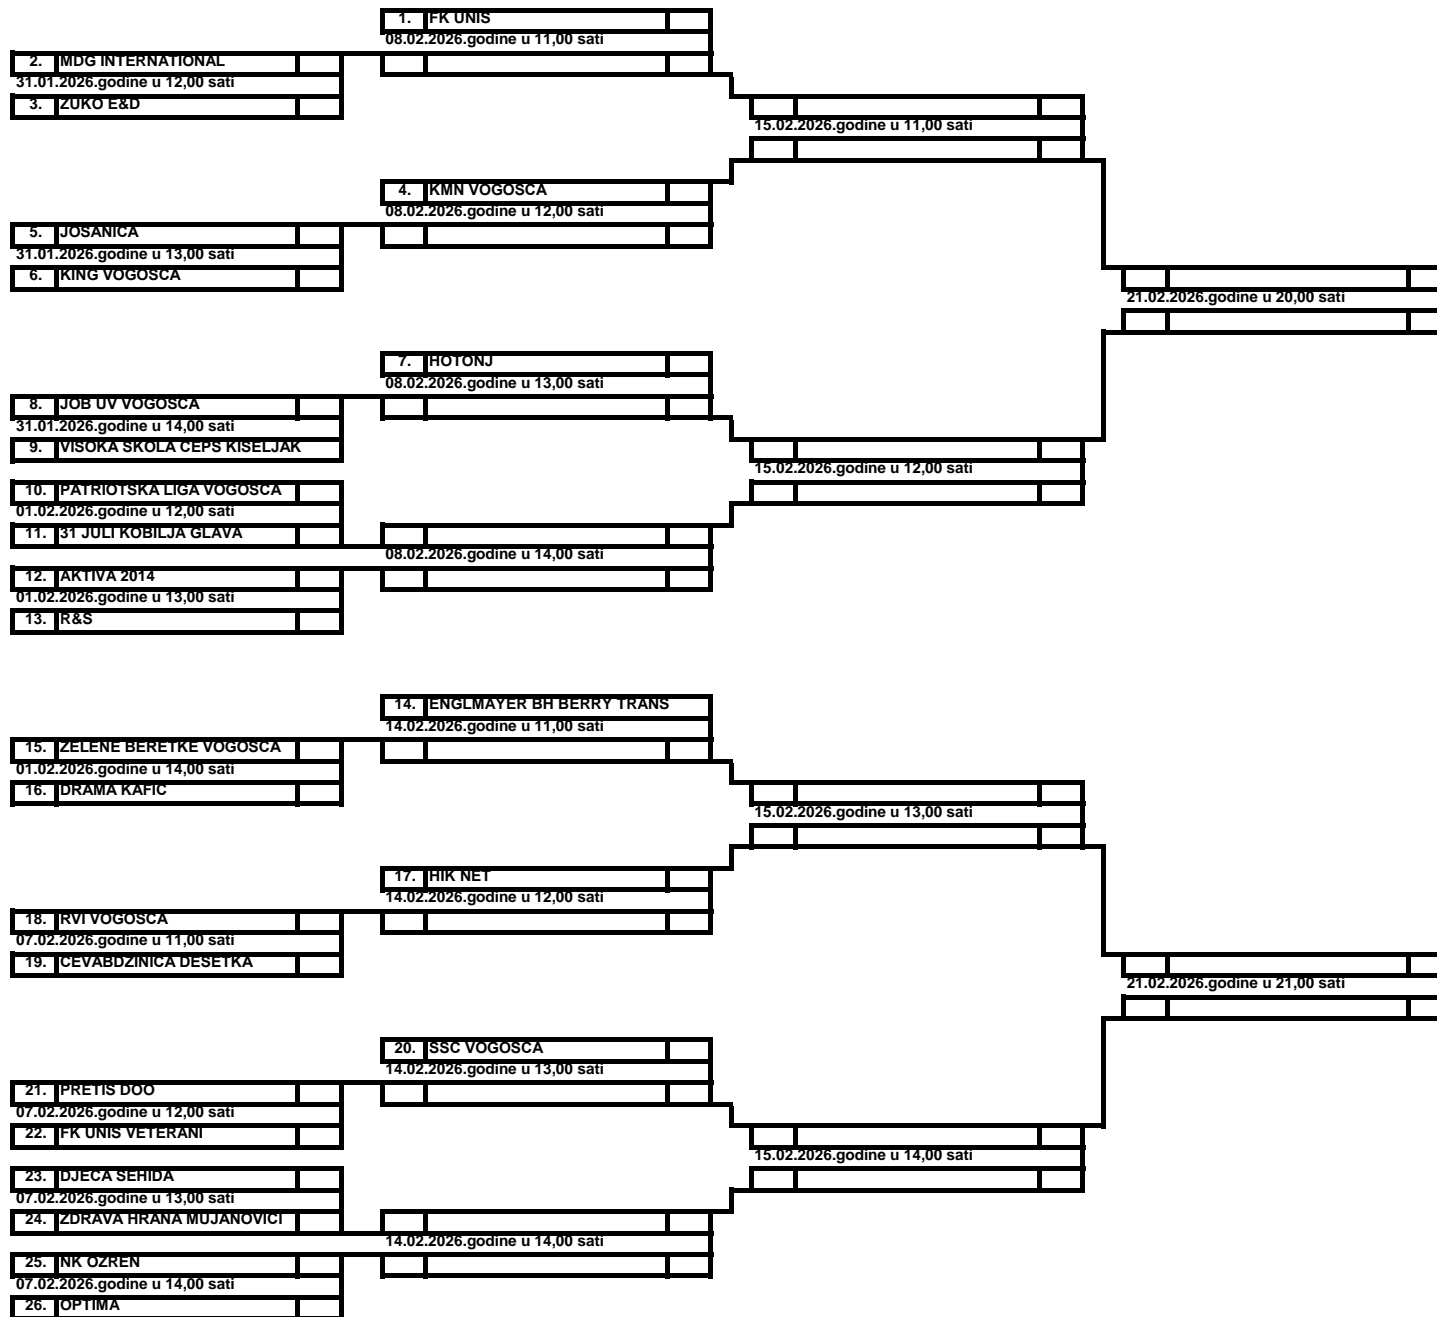 1. FK UNIS
08.02.2026.godine u 11,00 sati
2. MDG INTERNATIONAL
31.01.2026.godine u 12,00 sati
3. ZUKO E&D
15.02.2026.godine u 11,00 sati
4. KMN VOGOSCA
08.02.2026.godine u 12,00 sati
5. JOSANICA
31.01.2026.godine u 13,00 sati
6. KING VOGOSCA
21.02.2026.godine u 20,00 sati
7. HOTONJ
08.02.2026.godine u 13,00 sati
8. JOB UV VOGOSCA
31.01.2026.godine u 14,00 sati
9. VISOKA SKOLA CEPS KISELJAK
15.02.2026.godine u 12,00 sati
10. PATRIOTSKA LIGA VOGOSCA
01.02.2026.godine u 12,00 sati
11. 31 JULI KOBILJA GLAVA
08.02.2026.godine u 14,00 sati
12. AKTIVA 2014
01.02.2026.godine u 13,00 sati
13. R&S
14. ENGLMAYER BH BERRY TRANS
14.02.2026.godine u 11,00 sati
15. ZELENE BERETKE VOGOSCA
01.02.2026.godine u 14,00 sati
16. DRAMA KAFIC
15.02.2026.godine u 13,00 sati
17. HIK NET
14.02.2026.godine u 12,00 sati
18. RVI VOGOSCA
07.02.2026.godine u 11,00 sati
19. CEVABDZINICA DESETKA
21.02.2026.godine u 21,00 sati
20. SSC VOGOSCA
14.02.2026.godine u 13,00 sati
21. PRETIS DOO
07.02.2026.godine u 12,00 sati
22. FK UNIS VETERANI
15.02.2026.godine u 14,00 sati
23. DJECA SEHIDA
07.02.2026.godine u 13,00 sati
24. ZDRAVA HRANA MUJANOVICI
14.02.2026.godine u 14,00 sati
25. NK OZREN
07.02.2026.godine u 14,00 sati
26. OPTIMA